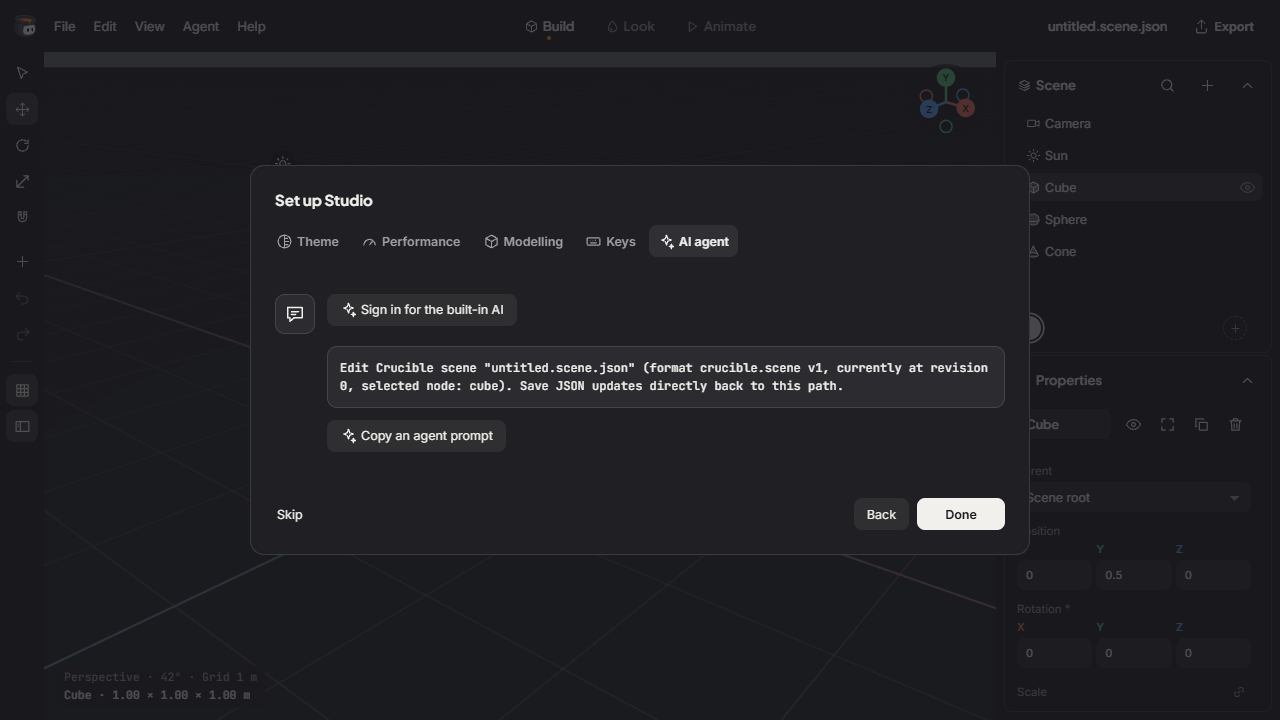 File Edit View Agent Help
Build Look Animate
untitled.scene.json Export
Y
Z X
Scene
Camera
Sun
Cube
Sphere
Cone
Set up Studio
Theme Performance Modelling Keys AI agent
Sign in for the built-in AI
Edit Crucible scene "untitled.scene.json" (format crucible.scene v1, currently at revision
0, selected node: cube). Save JSON updates directly back to this path.
Copy an agent prompt
Skip Back Done
Properties
Cube
Scene root
Y Z
0 0.5 0
Rotation *
X Y Z
0 0 0
Scale
Perspective · 42° · Grid 1 m
Cube · 1.00 × 1.00 × 1.00 m